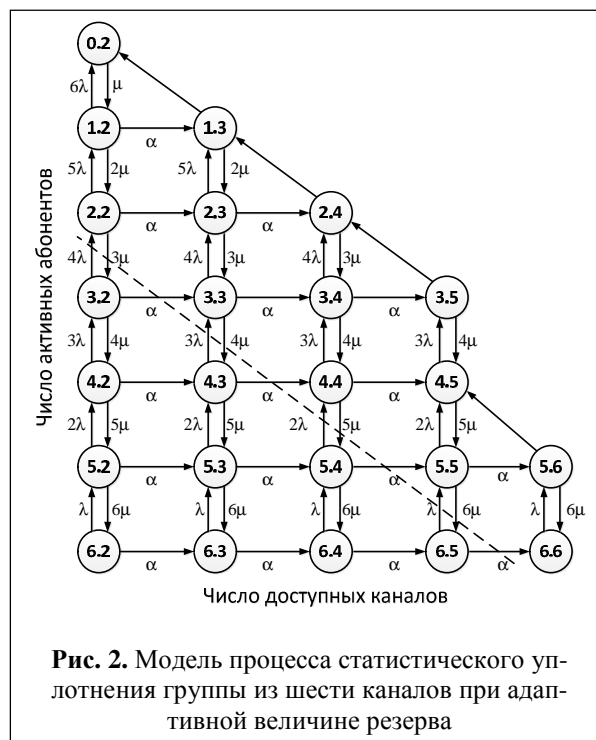 0.2
6λ μ
1.2 1.3
α
5λ 2μ 5λ 2μ
2.2 2.3 2.4
α α
4λ 3μ 4λ 3μ 4λ 3μ
3.2 3.3 3.4 3.5
α α α
3λ 4μ 3λ 4μ 3λ 4μ 3λ 4μ
4.2 4.3 4.4 4.5
α α α
2λ 5μ 2λ 5μ 2λ 5μ 2λ 5μ
5.2 5.3 5.4 5.5 5.6
α α α α
λ 6μ λ 6μ λ 6μ λ 6μ λ 6μ
6.2 6.3 6.4 6.5 6.6
α α α α
Число активных абонентов
Число доступных каналов
Рис. 2. Модель процесса статистического уп-
лотнения группы из шести каналов при адап-
тивной величине резерва